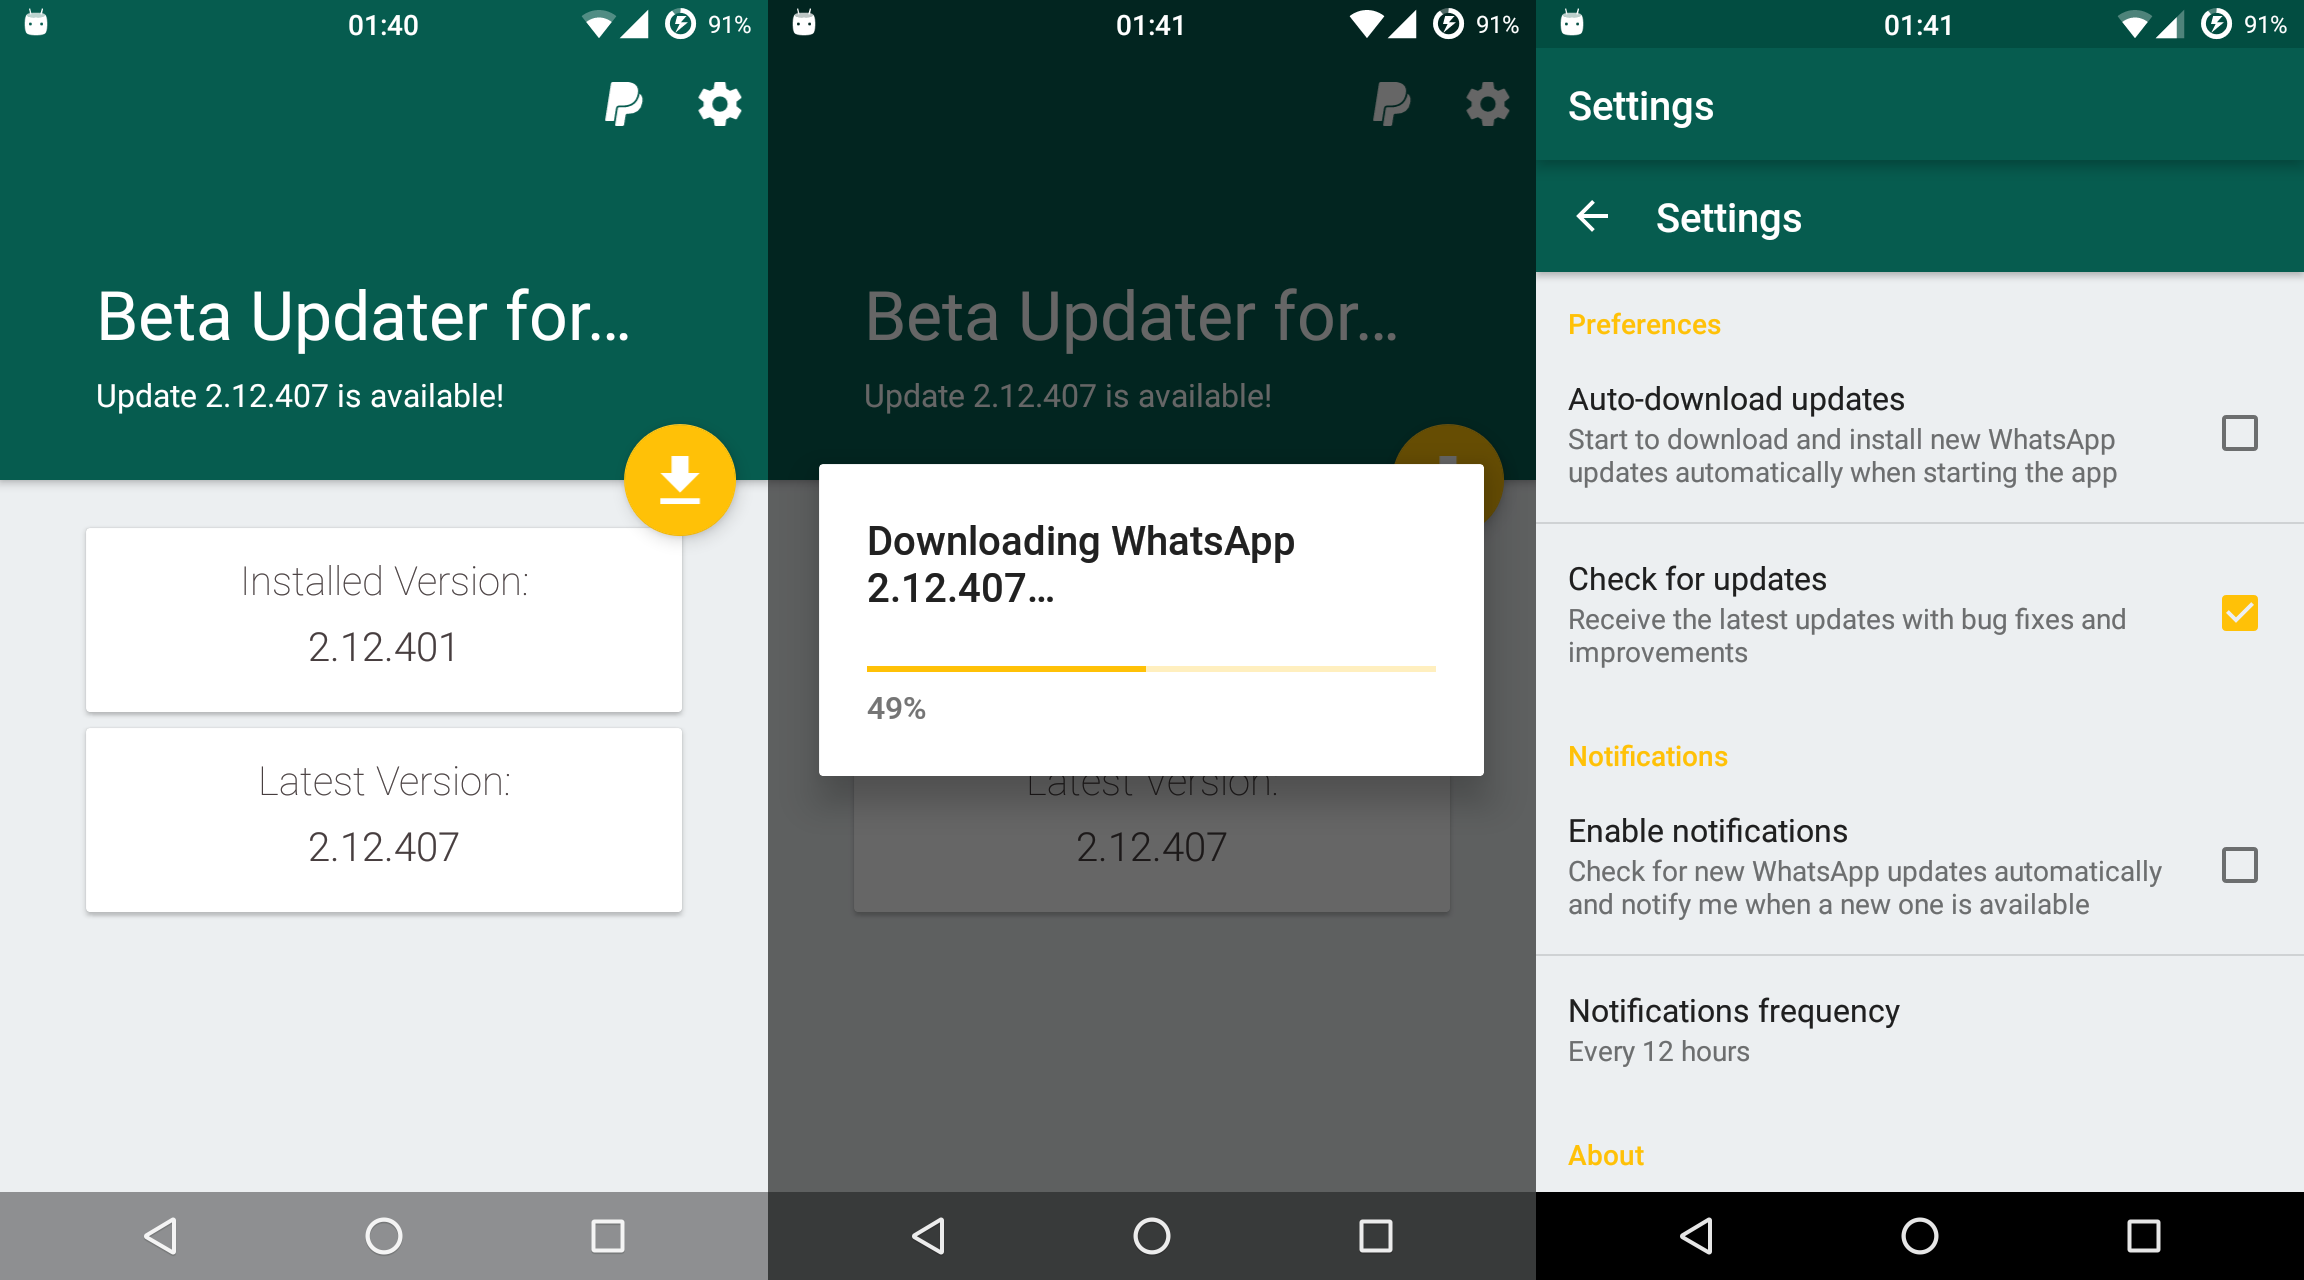 01:40
91%
Beta Updater for...
Update 2.12.407 is available!
Installed Version:
2.12.401
Latest Version:
2.12.407
01:41
91%
Beta Updater for...
Update 2.12.407 is available!
Downloading WhatsApp
2.12.407...
49%
Latest Version:
2.12.407
01:41
91%
Settings
Settings
Preferences
Auto-download updates
Start to download and install new WhatsApp
updates automatically when starting the app
Check for updates
Receive the latest updates with bug fixes and
improvements
Notifications
Enable notifications
Check for new WhatsApp updates automatically
and notify me when a new one is available
Notifications frequency
Every 12 hours
About